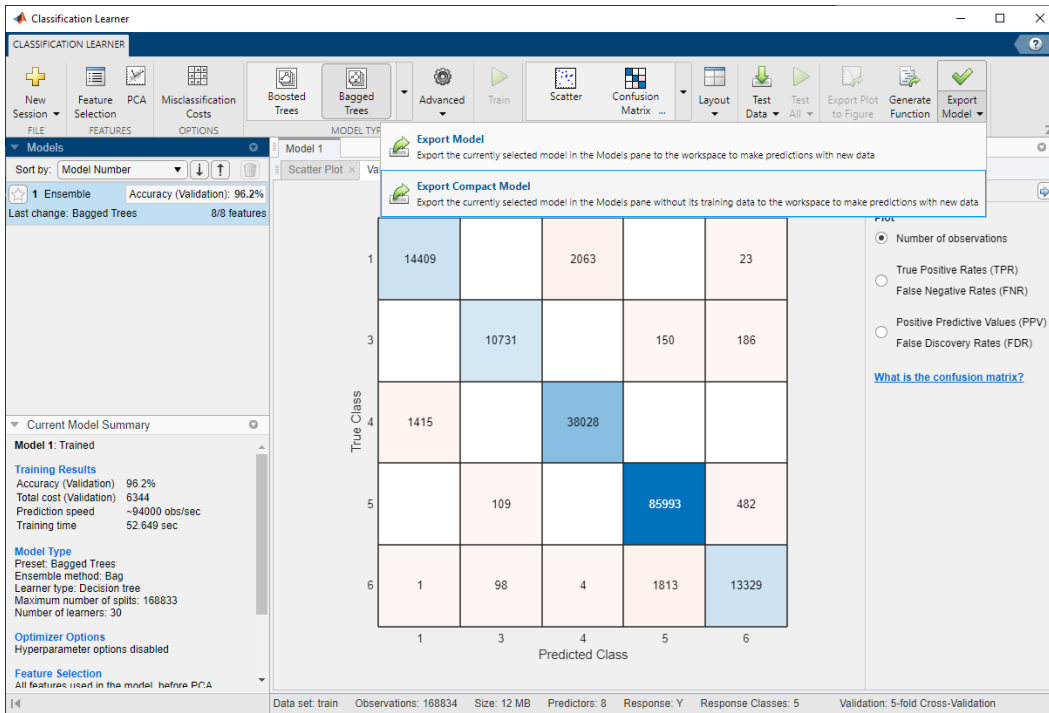 Classification Learner
CLASSIFICATION LEARNER
New Session
Feature Selection
PCA
Misclassification Costs
Boosted Trees
Bagged Trees
Advanced
Train
Scatter
Confusion Matrix ...
Layout
Test Data
Test All
Export Plot to Figure
Generate Function
Export Model
FILE
FEATURES
OPTIONS
MODEL TYP
Models
Sort by: Model Number
1 Ensemble Accuracy (Validation): 96.2%
Last change: Bagged Trees 8/8 features
Model 1
Scatter Plot
Va
Export Model
Export the currently selected model in the Models pane to the workspace to make predictions with new data
Export Compact Model
Export the currently selected model in the Models pane without its training data to the workspace to make predictions with new data
Plot
Number of observations
True Positive Rates (TPR)
False Negative Rates (FNR)
Positive Predictive Values (PPV)
False Discovery Rates (FDR)
What is the confusion matrix?
True Class
1 14409 2063 23
3 10731 150 186
4 1415 38028
5 109 85993 482
6 1 98 4 1813 13329
1 3 4 5 6
Predicted Class
Current Model Summary
Model 1: Trained
Training Results
Accuracy (Validation) 96.2%
Total cost (Validation) 6344
Prediction speed ~94000 obs/sec
Training time 52.649 sec
Model Type
Preset: Bagged Trees
Ensemble method: Bag
Learner type: Decision tree
Maximum number of splits: 168833
Number of learners: 30
Optimizer Options
Hyperparameter options disabled
Feature Selection
All features used in the model, before PCA
Data set: train Observations: 168834 Size: 12 MB Predictors: 8 Response: Y Response Classes: 5 Validation: 5-fold Cross-Validation